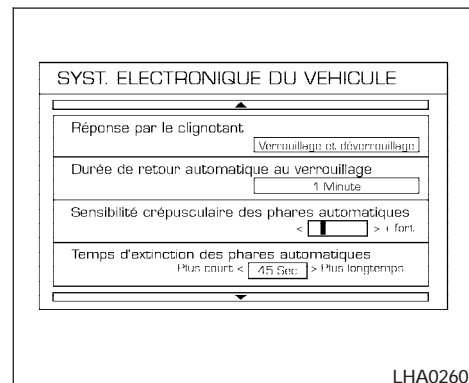 SYST. ELECTRONIQUE DU VEHICULE
Réponse par le clignotant
Verrouillage et déverrouillage
Durée de retour automatique au verrouillage
1 Minute
Sensibilité crépusculaire des phares automatiques
< > + fort
Temps d'extinction des phares automatiques
Plus court < 45 Sec > Plus longtemps
LHA0260